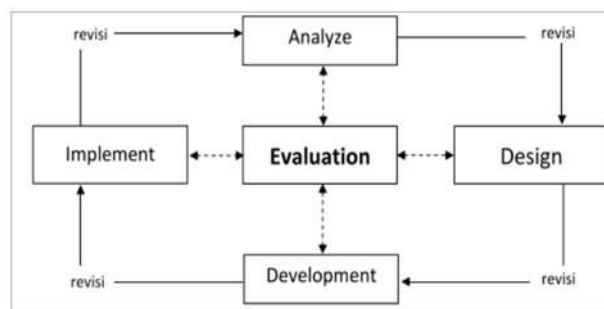 revisi
Analyze
revisi
Implement
Evaluation
Design
revisi
Development
revisi